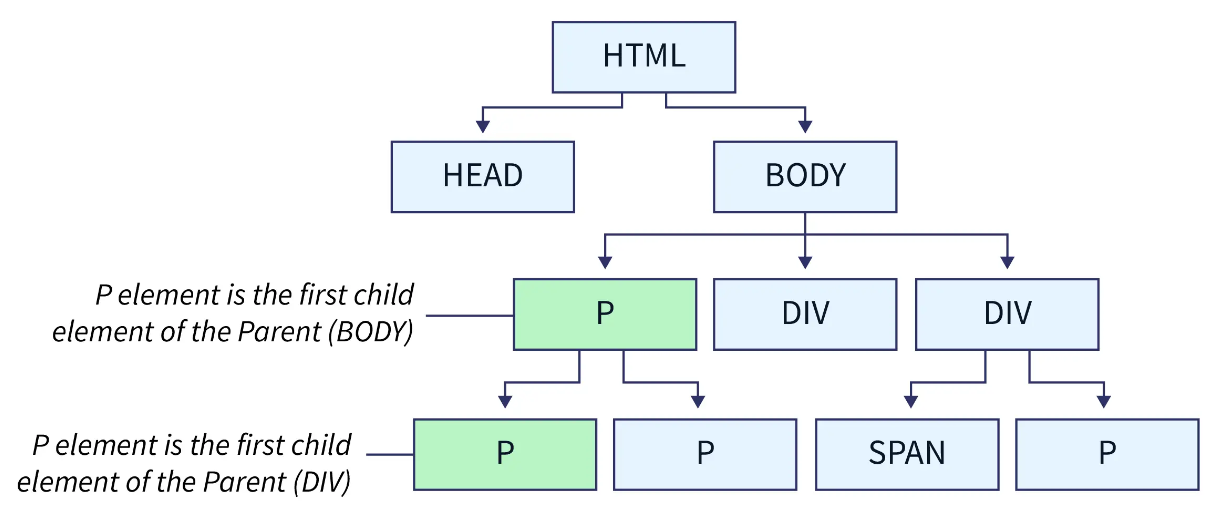 HTML
HEAD
BODY
P element is the first child
element of the Parent (BODY)
P
DIV
DIV
P element is the first child
element of the Parent (DIV)
P
P
SPAN
P